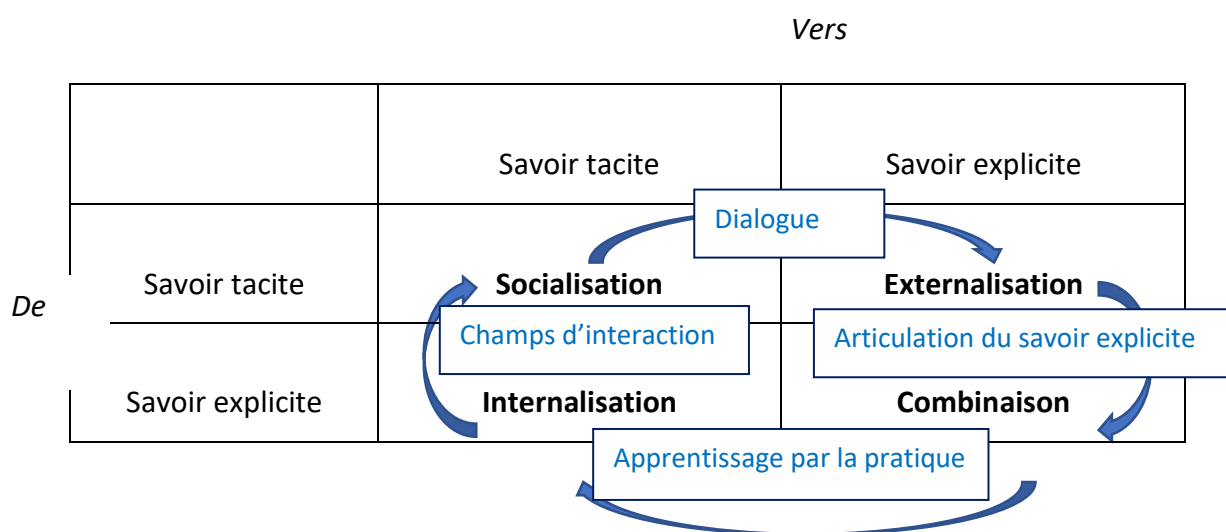 Vers
Savoir tacite
Savoir explicite
Dialogue
De
Savoir tacite
Socialisation
Externalisation
Champs d’interaction
Articulation du savoir explicite
Savoir explicite
Internalisation
Combinaison
Apprentissage par la pratique